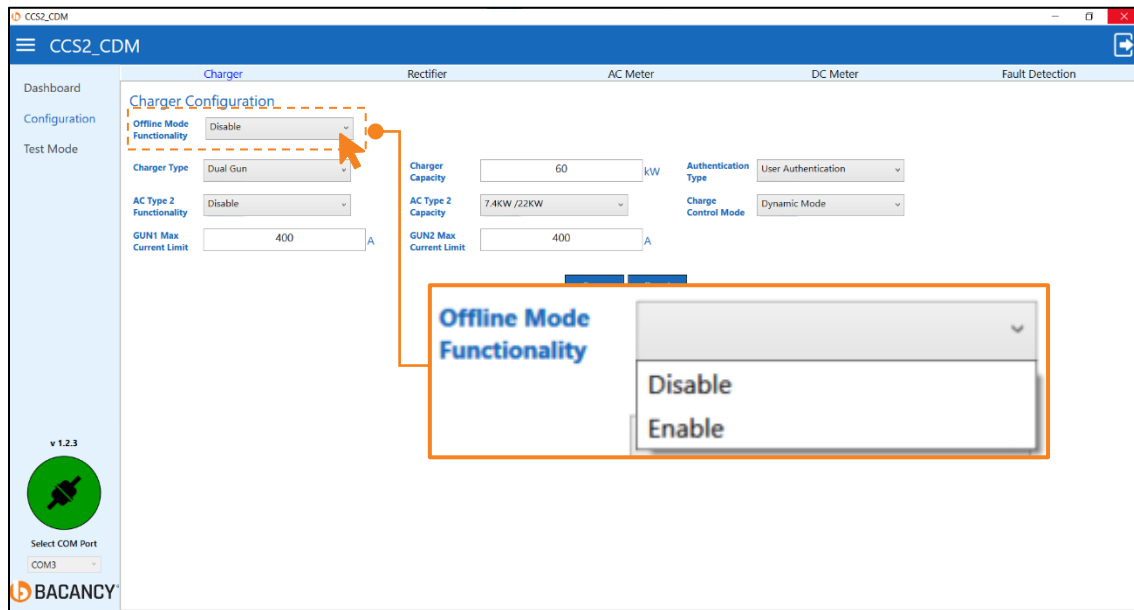 CCS2_CDM
CCS2_CDM
Charger Rectifier AC Meter DC Meter Fault Detection
Dashboard
Configuration
Test Mode
Charger Configuration
Offline Mode
Functionality
Disable
Charger Type Dual Gun
Charger
Capacity
60 kW
Authentication
Type
User Authentication
AC Type 2
Functionality
Disable
AC Type 2
Capacity
7.4KW /22KW
Charge
Control Mode
Dynamic Mode
GUN1 Max
Current Limit
400 A
GUN2 Max
Current Limit
400 A
Offline Mode
Functionality
Disable
Enable
v 1.2.3
Select COM Port
COM3
BACANCY